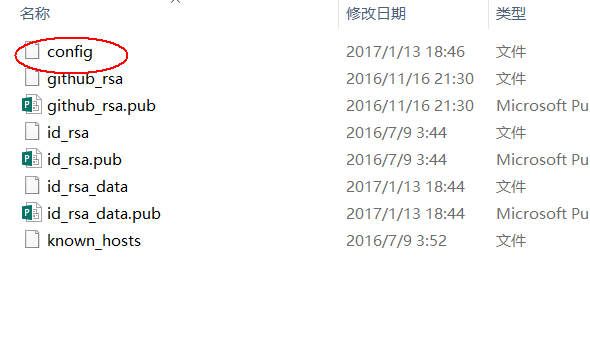 名称 修改日期 类型
config 2017/1/13 18:46 文件
github_rsa 2016/11/16 21:30 文件
github_rsa.pub 2016/11/16 21:30 Microsoft Pu
id_rsa 2016/7/9 3:44 文件
id_rsa.pub 2016/7/9 3:44 Microsoft Pu
id_rsa_data 2017/1/13 18:44 文件
id_rsa_data.pub 2017/1/13 18:44 Microsoft Pu
known_hosts 2016/7/9 3:52 文件